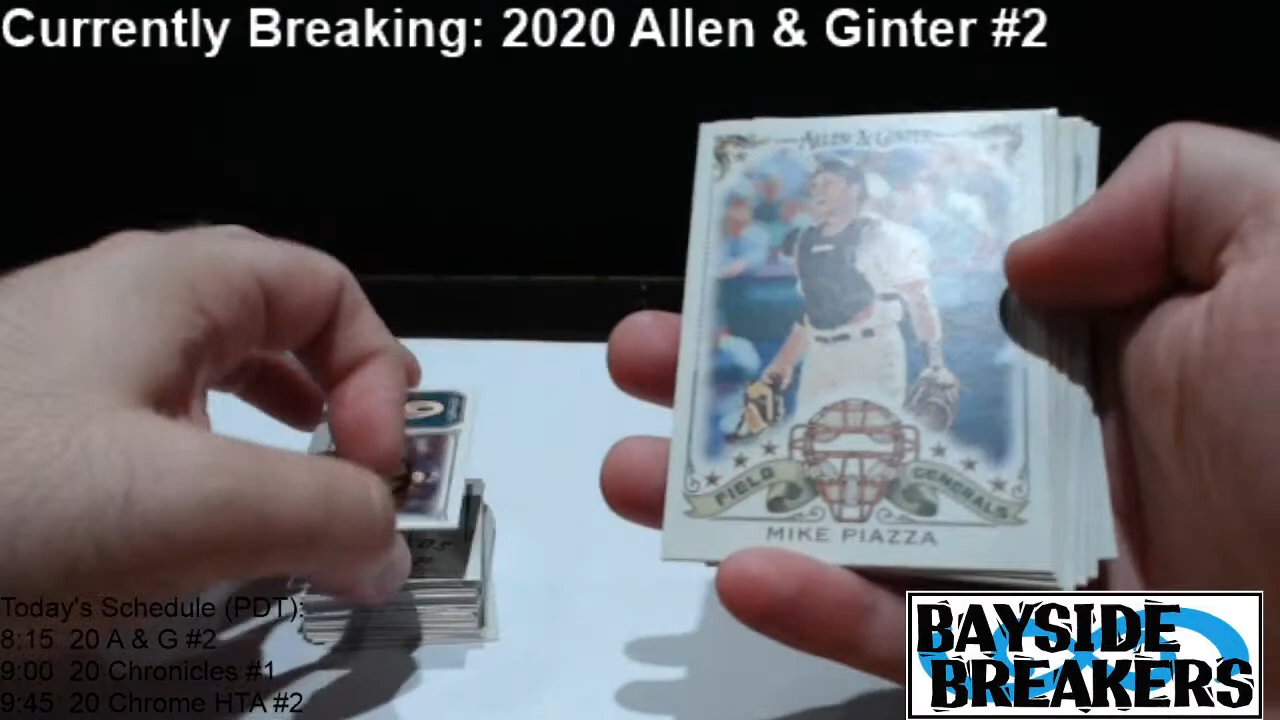 Currently Breaking: 2020 Allen & Ginter #2
ALLEN & GINTER
FIELD GENERALS
MIKE PIAZZA
Today's Schedule (PDT):
8:15 20 A & G #2
9:00 20 Chronicles #1
9:45 20 Chrome HTA #2
BAYSIDE
BREAKERS